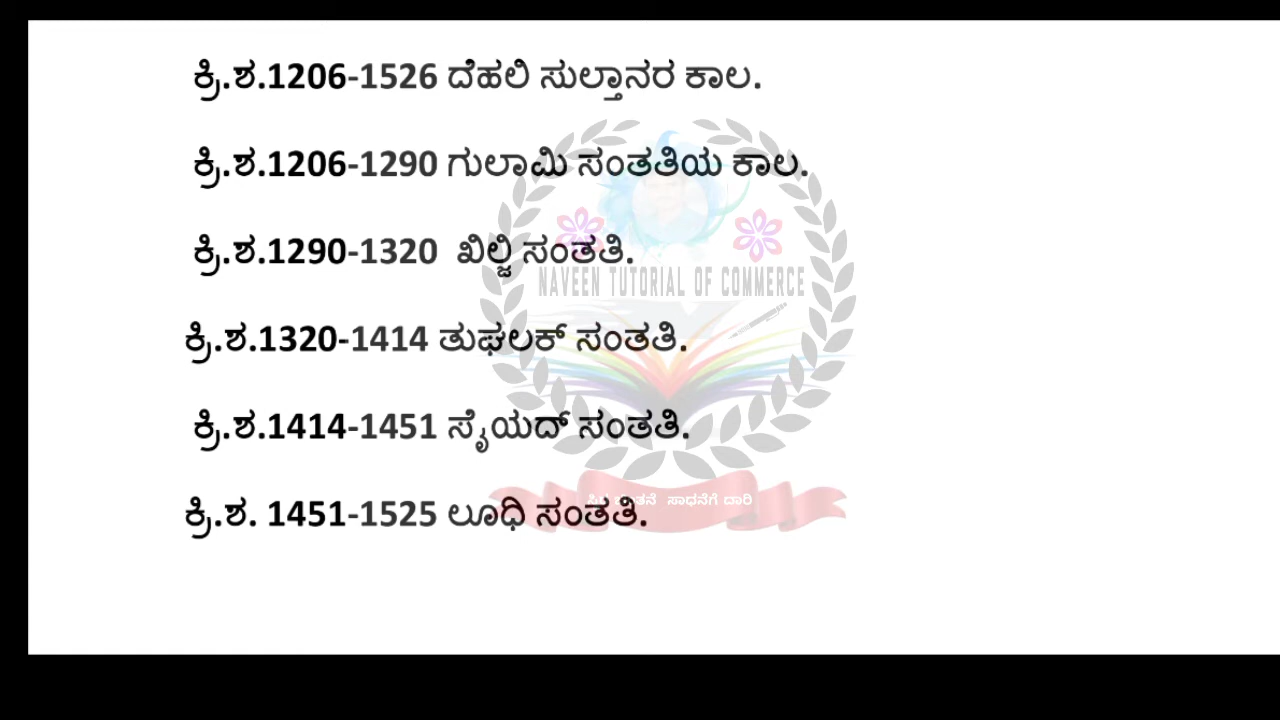 ಕ್ರಿ.ಶ.1206-1526 ದೆಹಲಿ ಸುಲ್ತಾನರ ಕಾಲ.
ಕ್ರಿ.ಶ.1206-1290 ಗುಲಾಮಿ ಸಂತತಿಯ ಕಾಲ.
ಕ್ರಿ.ಶ.1290-1320 ಖಿಲ್ಜಿ ಸಂತತಿ.
NAVEEN TUTORIAL OF COMMERCE
ಕ್ರಿ.ಶ.1320-1414 ತುಘಲಕ್ ಸಂತತಿ.
ಕ್ರಿ.ಶ.1414-1451 ಸೈಯದ್ ಸಂತತಿ.
ಸಾಧನೆಗೆ ದಾರಿ
ಕ್ರಿ.ಶ. 1451-1525 ಲೂಧಿ ಸಂತತಿ.